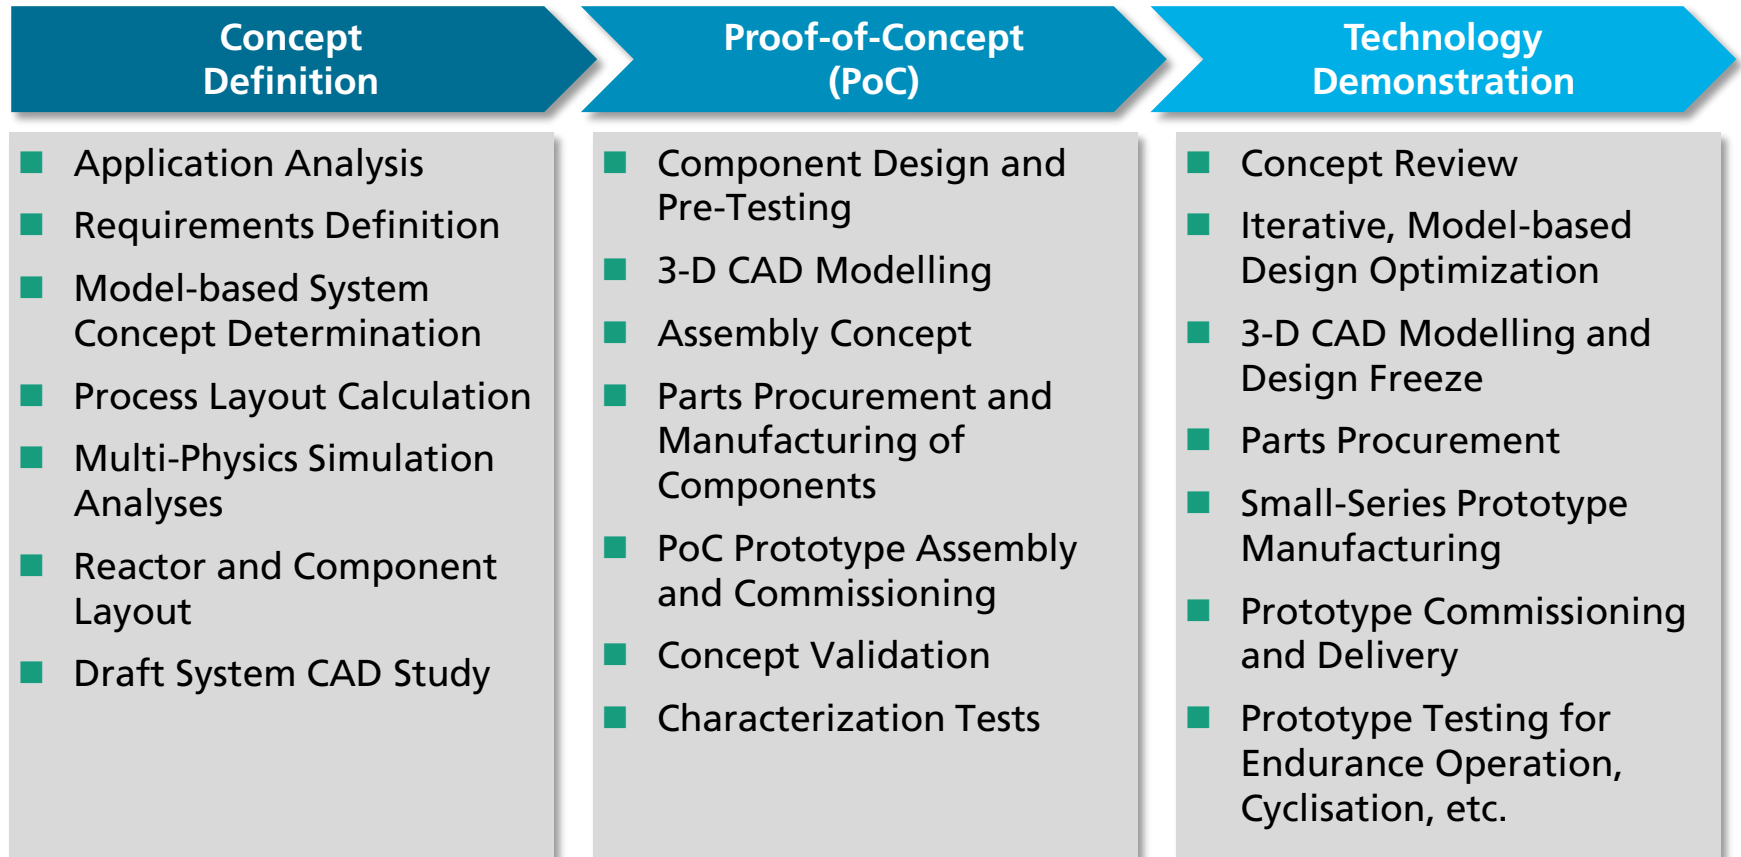 Concept
Definition
Application Analysis
Requirements Definition
Model-based System
Concept Determination
Process Layout Calculation
Multi-Physics Simulation
Analyses
Reactor and Component
Layout
Draft System CAD Study
Proof-of-Concept
(PoC)
Component Design and
Pre-Testing
3-D CAD Modelling
Assembly Concept
Parts Procurement and
Manufacturing of
Components
PoC Prototype Assembly
and Commissioning
Concept Validation
Characterization Tests
Technology
Demonstration
Concept Review
Iterative, Model-based
Design Optimization
3-D CAD Modelling and
Design Freeze
Parts Procurement
Small-Series Prototype
Manufacturing
Prototype Commissioning
and Delivery
Prototype Testing for
Endurance Operation,
Cyclisation, etc.